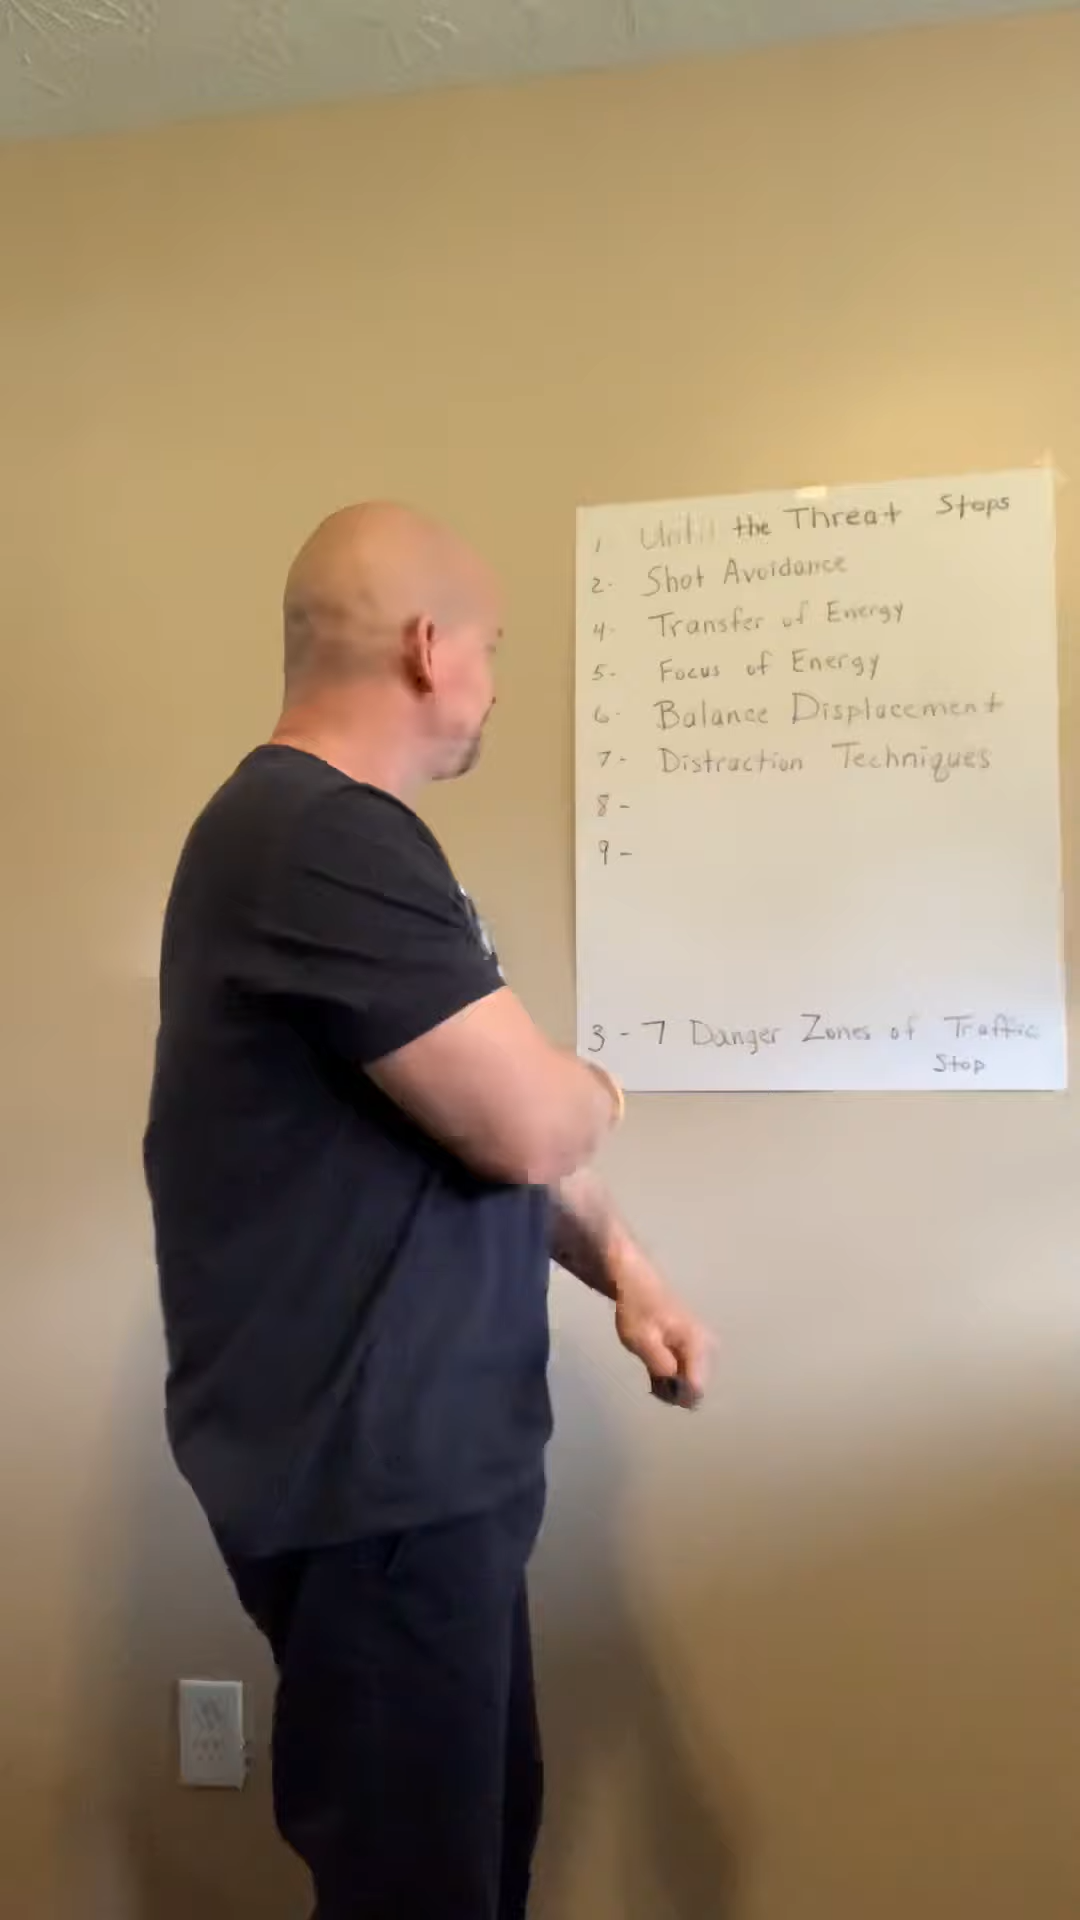 1 Until the Threat Stops
2- Shot Avoidance
4- Transfer of Energy
5- Focus of Energy
6- Balance Displacement
7- Distraction Techniques
8-
9-
3-7 Danger Zones of Traffic
Stop